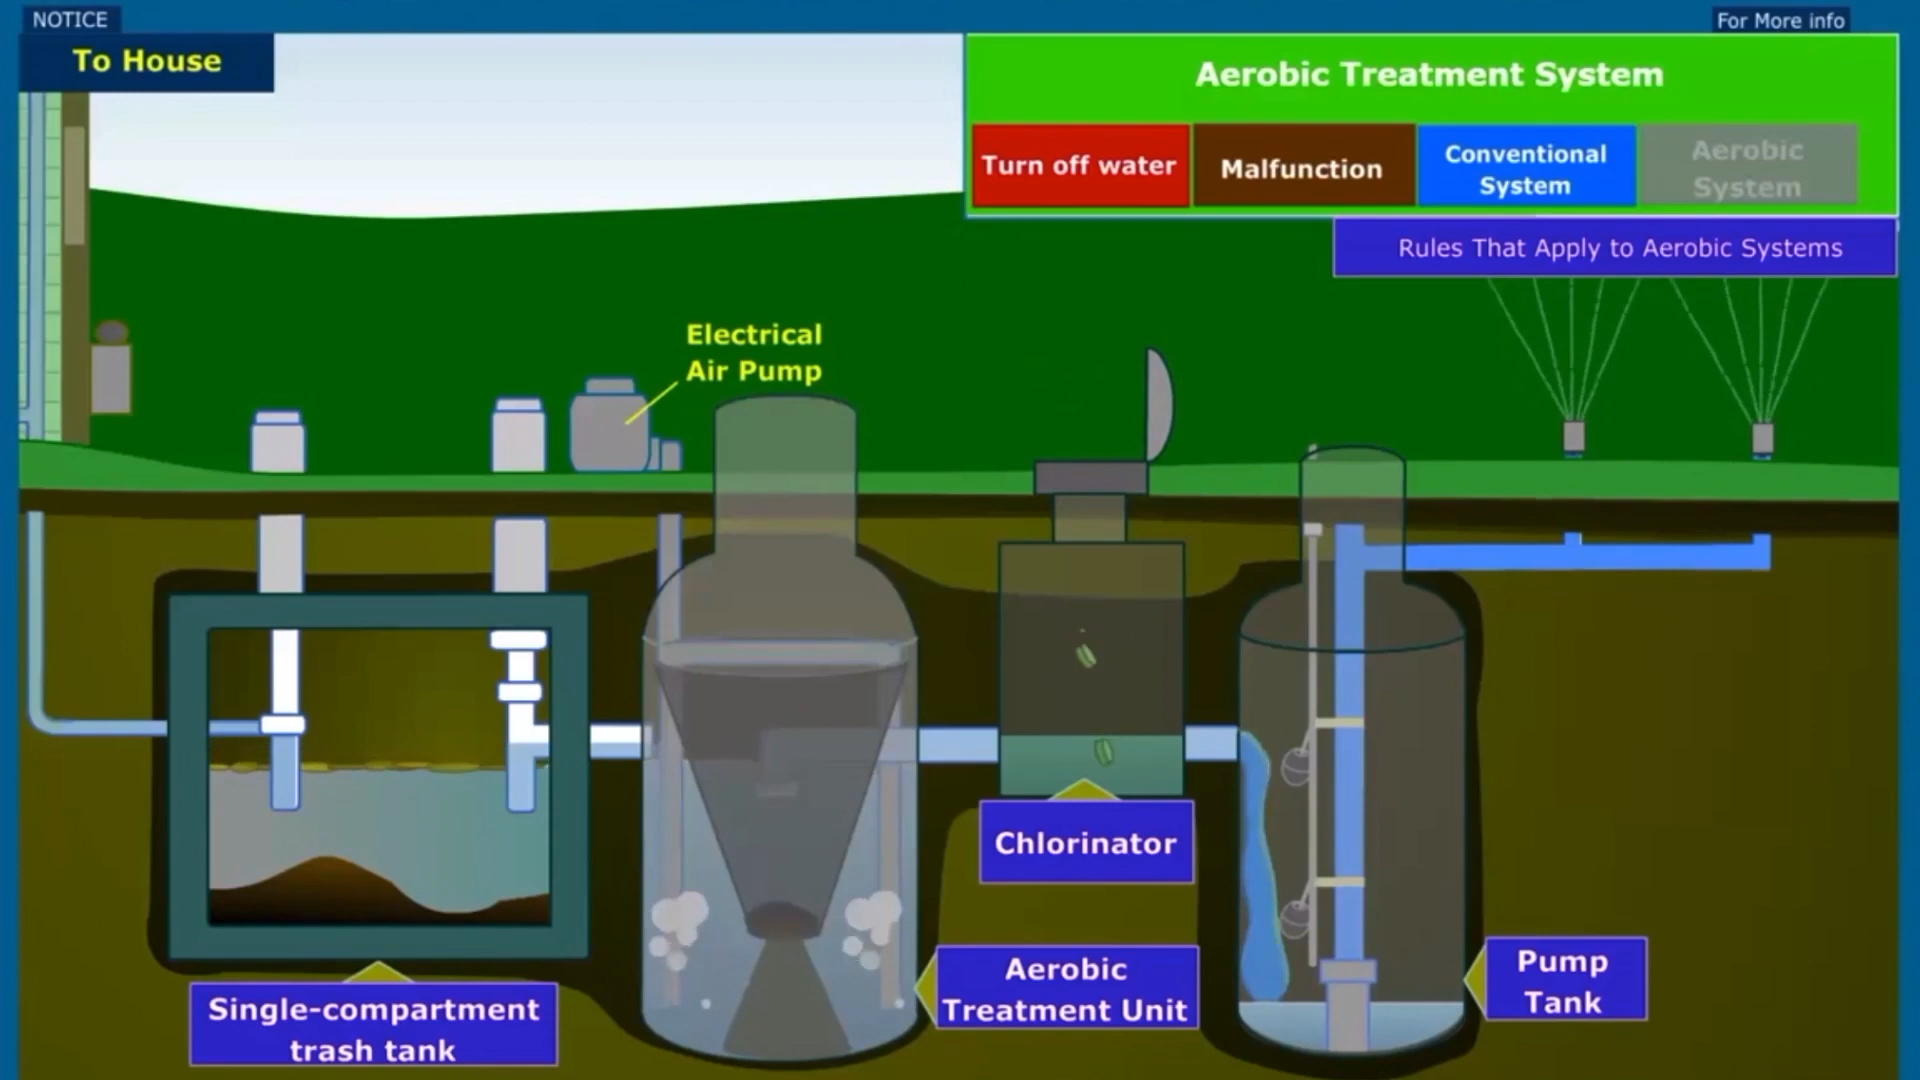 NOTICE
For More info
To House
Aerobic Treatment System
Turn off water
Malfunction
Conventional
System
Aerobic
System
Rules That Apply to Aerobic Systems
Electrical
Air Pump
Chlorinator
Aerobic
Treatment Unit
Pump
Tank
Single-compartment
trash tank